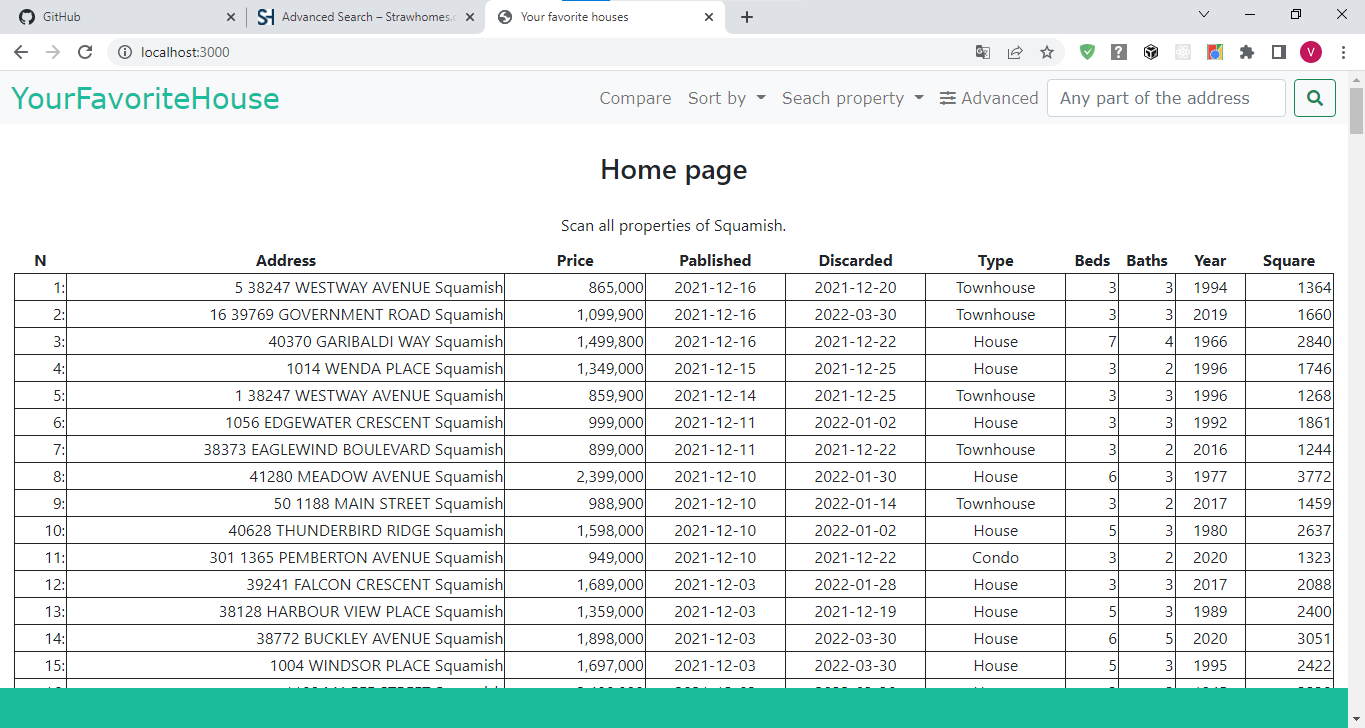 GitHub
SH Advanced Search – Strawhomes.c
Your favorite houses
localhost:3000
V
YourFavoriteHouse
Compare Sort by Seach property Advanced Any part of the address
Home page
Scan all properties of Squamish.
N Address Price Pablished Discarded Type Beds Baths Year Square
1: 5 38247 WESTWAY AVENUE Squamish 865,000 2021-12-16 2021-12-20 Townhouse 3 3 1994 1364
2: 16 39769 GOVERNMENT ROAD Squamish 1,099,900 2021-12-16 2022-03-30 Townhouse 3 3 2019 1660
3: 40370 GARIBALDI WAY Squamish 1,499,800 2021-12-16 2021-12-22 House 7 4 1966 2840
4: 1014 WENDA PLACE Squamish 1,349,000 2021-12-15 2021-12-25 House 3 2 1996 1746
5: 1 38247 WESTWAY AVENUE Squamish 859,900 2021-12-14 2021-12-25 Townhouse 3 3 1996 1268
6: 1056 EDGEWATER CRESCENT Squamish 999,000 2021-12-11 2022-01-02 House 3 3 1992 1861
7: 38373 EAGLEWIND BOULEVARD Squamish 899,000 2021-12-11 2021-12-22 Townhouse 3 2 2016 1244
8: 41280 MEADOW AVENUE Squamish 2,399,000 2021-12-10 2022-01-30 House 6 3 1977 3772
9: 50 1188 MAIN STREET Squamish 988,900 2021-12-10 2022-01-14 Townhouse 3 2 2017 1459
10: 40628 THUNDERBIRD RIDGE Squamish 1,598,000 2021-12-10 2022-01-02 House 5 3 1980 2637
11: 301 1365 PEMBERTON AVENUE Squamish 949,000 2021-12-10 2021-12-22 Condo 3 2 2020 1323
12: 39241 FALCON CRESCENT Squamish 1,689,000 2021-12-03 2022-01-28 House 3 3 2017 2088
13: 38128 HARBOUR VIEW PLACE Squamish 1,359,000 2021-12-03 2021-12-19 House 5 3 1989 2400
14: 38772 BUCKLEY AVENUE Squamish 1,898,000 2021-12-03 2022-03-30 House 6 5 2020 3051
15: 1004 WINDSOR PLACE Squamish 1,697,000 2021-12-03 2022-03-30 House 5 3 1995 2422